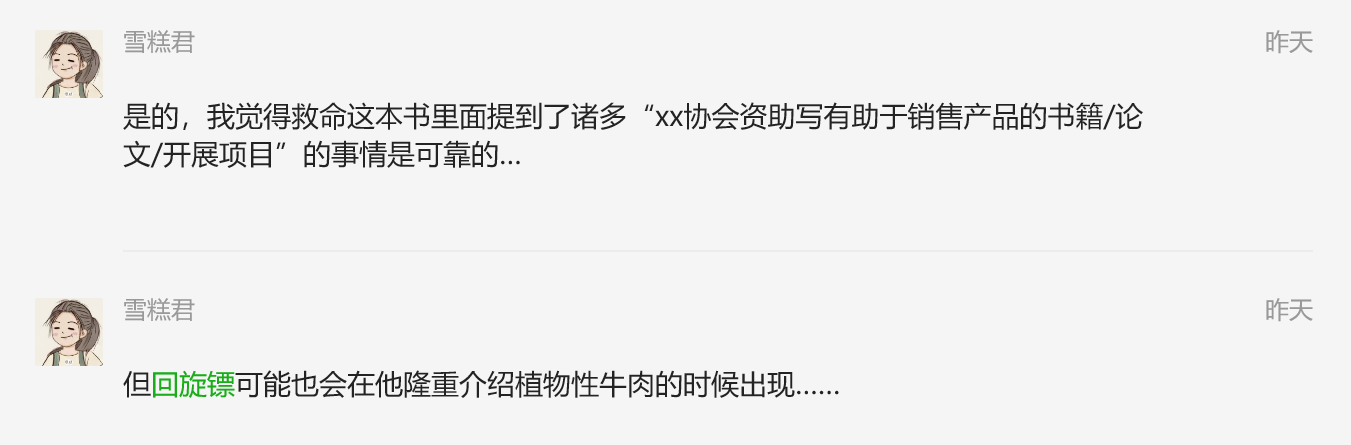 雪糕君
昨天
是的，我觉得救命这本书里面提到了诸多“xx协会资助写有助于销售产品的书籍/论
文/开展项目”的事情是可靠的...
雪糕君
昨天
但回旋镖可能也会在他隆重介绍植物性牛肉的时候出现……